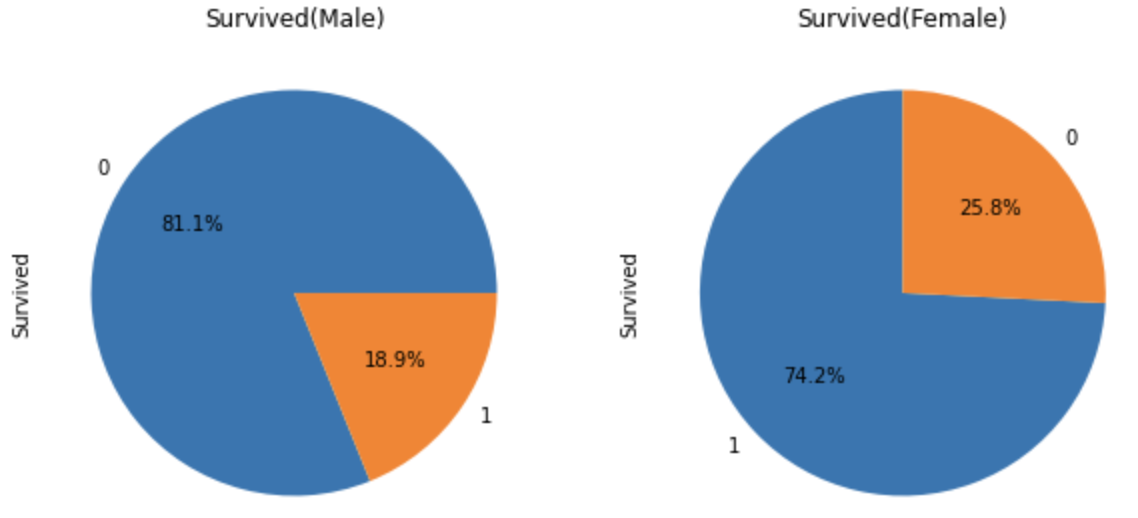 Survived(Male)
Survived
0
81.1%
18.9%
1
Survived(Female)
Survived
0
25.8%
74.2%
1